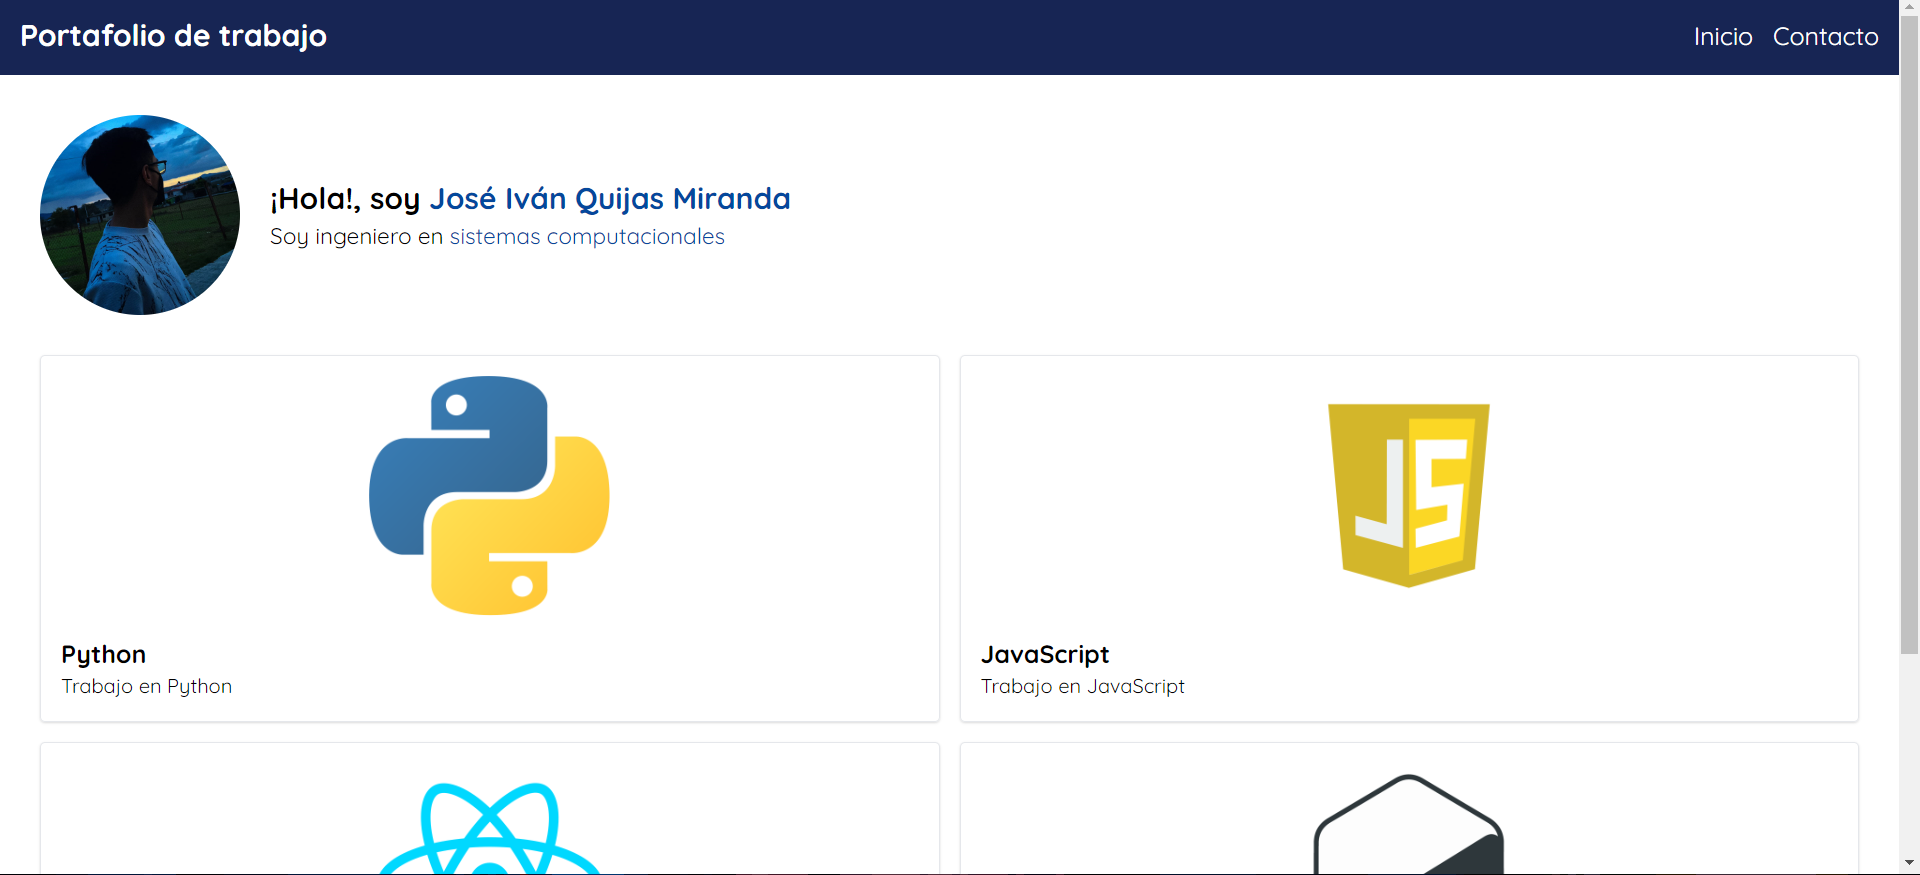 Portafolio de trabajo
Inicio Contacto
¡Hola!, soy José Iván Quijas Miranda
Soy ingeniero en sistemas computacionales
JS
Python
Trabajo en Python
JavaScript
Trabajo en JavaScript